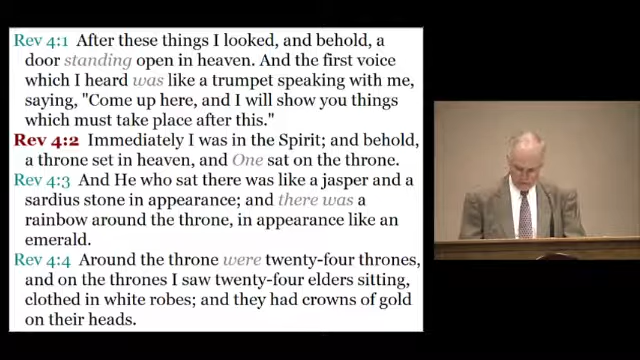 Rev 4:1 After these things I looked, and behold, a
door standing open in heaven. And the first voice
which I heard was like a trumpet speaking with me,
saying, "Come up here, and I will show you things
which must take place after this."
Rev 4:2 Immediately I was in the Spirit; and behold,
a throne set in heaven, and One sat on the throne.
Rev 4:3 And He who sat there was like a jasper and a
sardius stone in appearance; and there was a
rainbow around the throne, in appearance like an
emerald.
Rev 4:4 Around the throne were twenty-four thrones,
and on the thrones I saw twenty-four elders sitting,
clothed in white robes; and they had crowns of gold
on their heads.